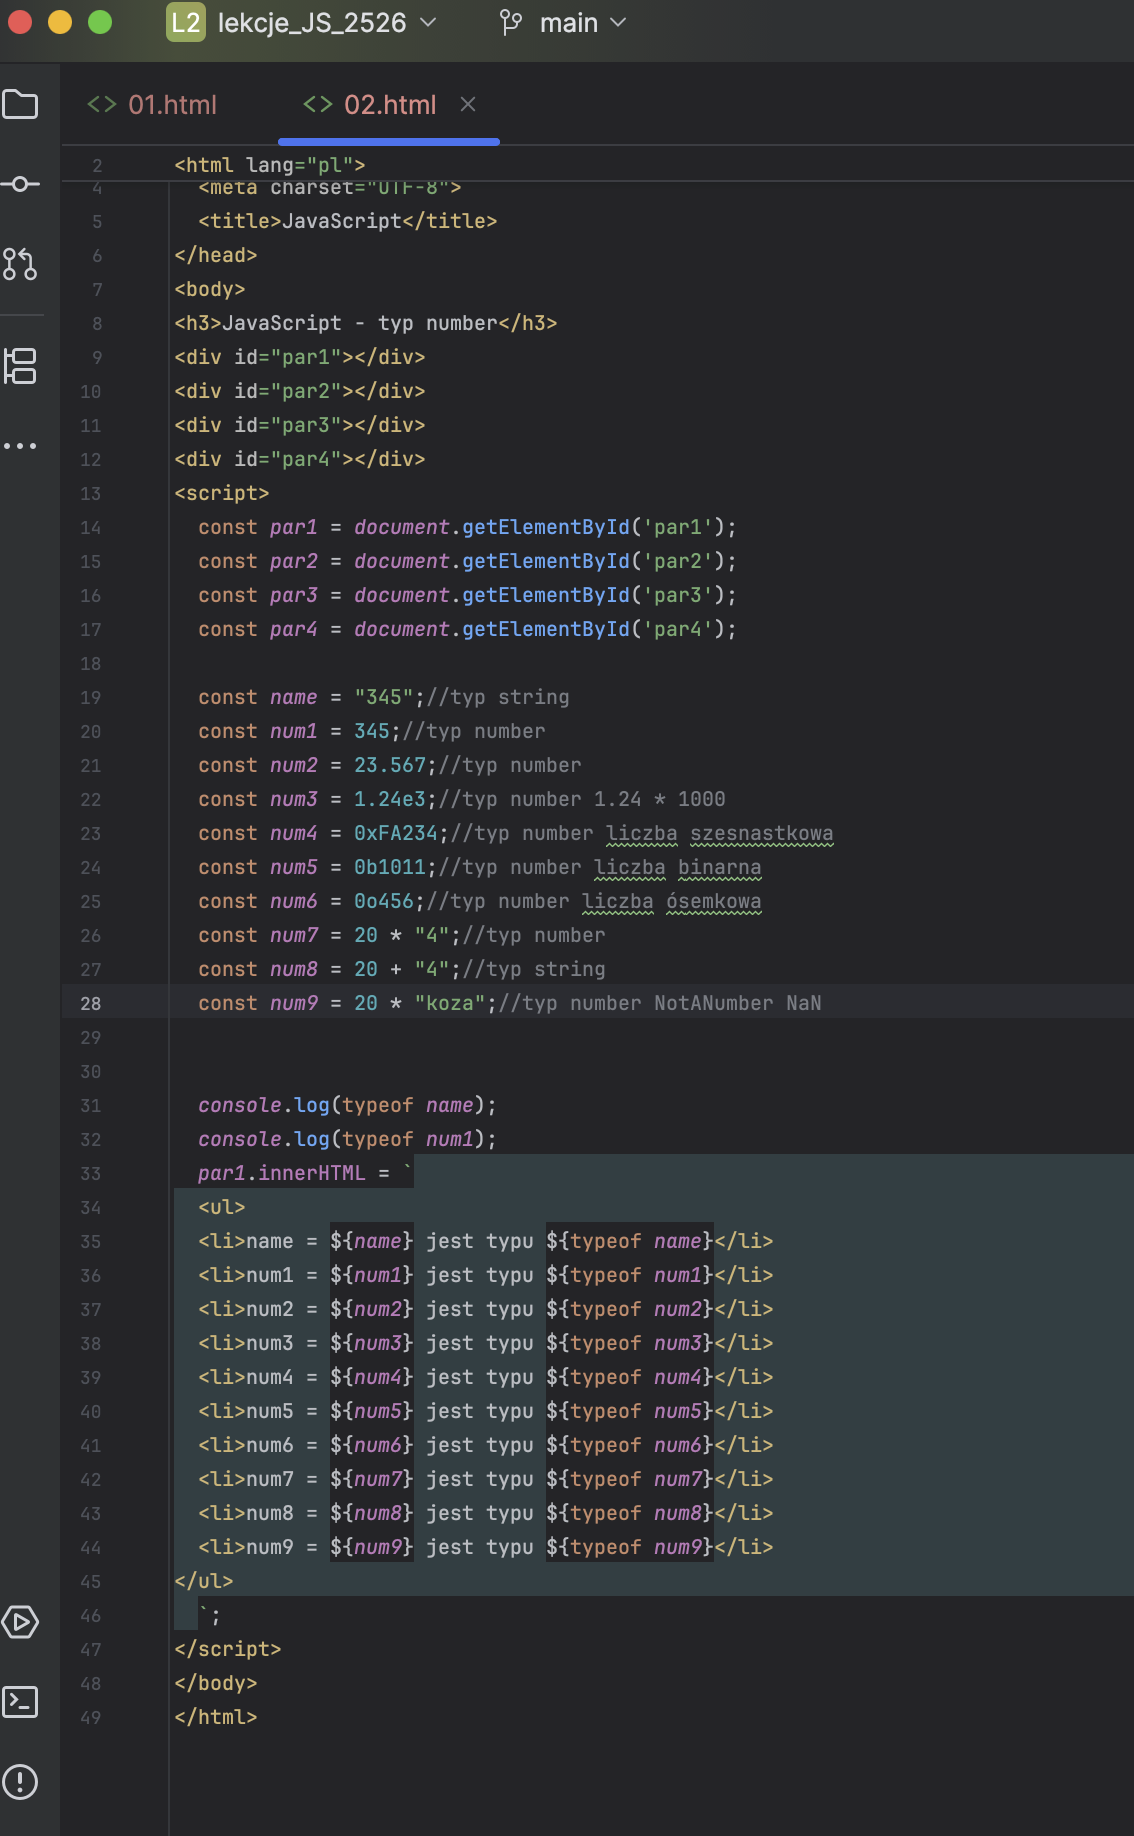 L2 lekcje_JS_2526 main
01.html 02.html
2 <html lang="pl">
4 <meta charset="UTF-8">
5 <title>JavaScript</title>
6 </head>
7 <body>
8 <h3>JavaScript - typ number</h3>
9 <div id="par1"></div>
10 <div id="par2"></div>
11 <div id="par3"></div>
12 <div id="par4"></div>
13 <script>
14 const par1 = document.getElementById('par1');
15 const par2 = document.getElementById('par2');
16 const par3 = document.getElementById('par3');
17 const par4 = document.getElementById('par4');
18
19 const name = "345";//typ string
20 const num1 = 345;//typ number
21 const num2 = 23.567;//typ number
22 const num3 = 1.24e3;//typ number 1.24 * 1000
23 const num4 = 0xFA234;//typ number liczba szesnastkowa
24 const num5 = 0b1011;//typ number liczba binarna
25 const num6 = 0o456;//typ number liczba ósemkowa
26 const num7 = 20 * "4";//typ number
27 const num8 = 20 + "4";//typ string
28 const num9 = 20 * "koza";//typ number NotANumber NaN
29
30
31 console.log(typeof name);
32 console.log(typeof num1);
33 par1.innerHTML = `
34 <ul>
35 <li>name = ${name} jest typu ${typeof name}</li>
36 <li>num1 = ${num1} jest typu ${typeof num1}</li>
37 <li>num2 = ${num2} jest typu ${typeof num2}</li>
38 <li>num3 = ${num3} jest typu ${typeof num3}</li>
39 <li>num4 = ${num4} jest typu ${typeof num4}</li>
40 <li>num5 = ${num5} jest typu ${typeof num5}</li>
41 <li>num6 = ${num6} jest typu ${typeof num6}</li>
42 <li>num7 = ${num7} jest typu ${typeof num7}</li>
43 <li>num8 = ${num8} jest typu ${typeof num8}</li>
44 <li>num9 = ${num9} jest typu ${typeof num9}</li>
45 </ul>
46 `;
47 </script>
48 </body>
49 </html>